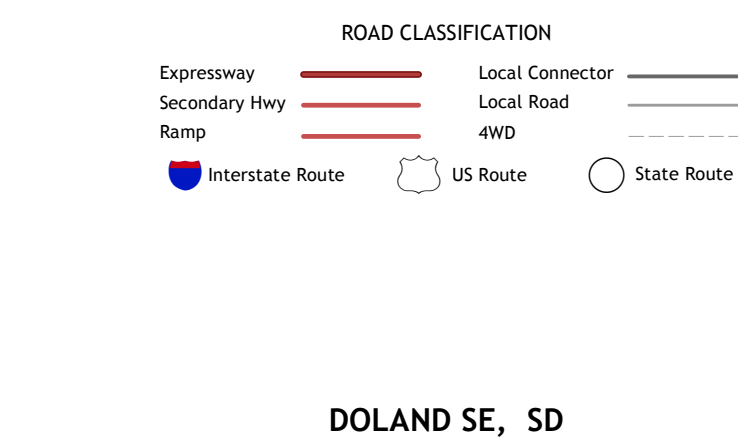 ROAD CLASSIFICATION
Expressway
Local Connector
Secondary Hwy
Local Road
Ramp
4WD
Interstate Route
US Route
State Route
DOLAND SE, SD